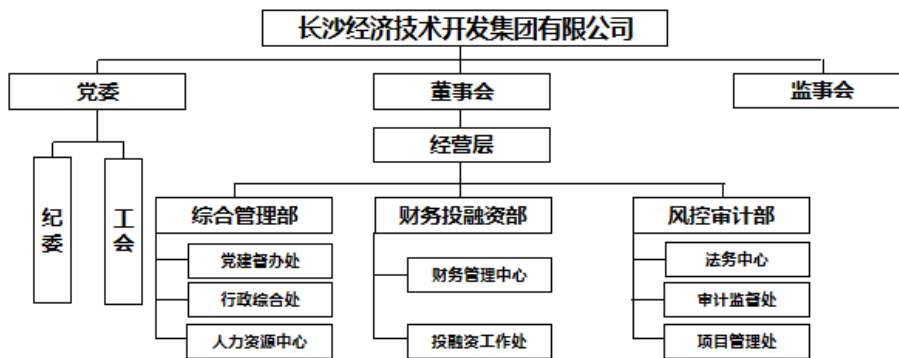 长沙经济技术开发集团有限公司
党委
董事会
监事会
经营层
纪委
工会
综合管理部
财务投融资部
风控审计部
党建督办处
财务管理中心
法务中心
行政综合处
审计监督处
人力资源中心
投融资工作处
项目管理处